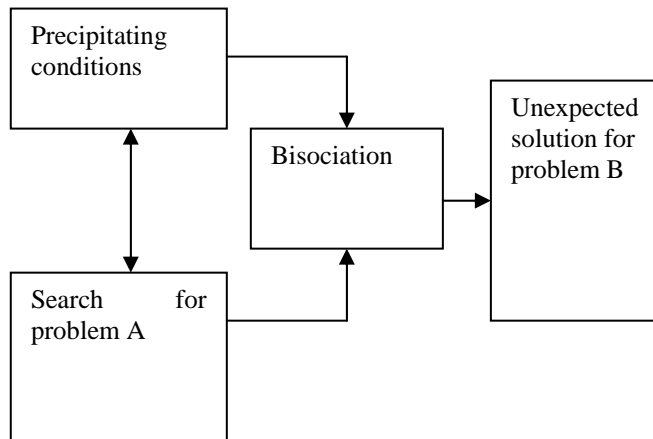 Precipitating
conditions
Unexpected
solution for
problem B
Bisociation
Search for
problem A